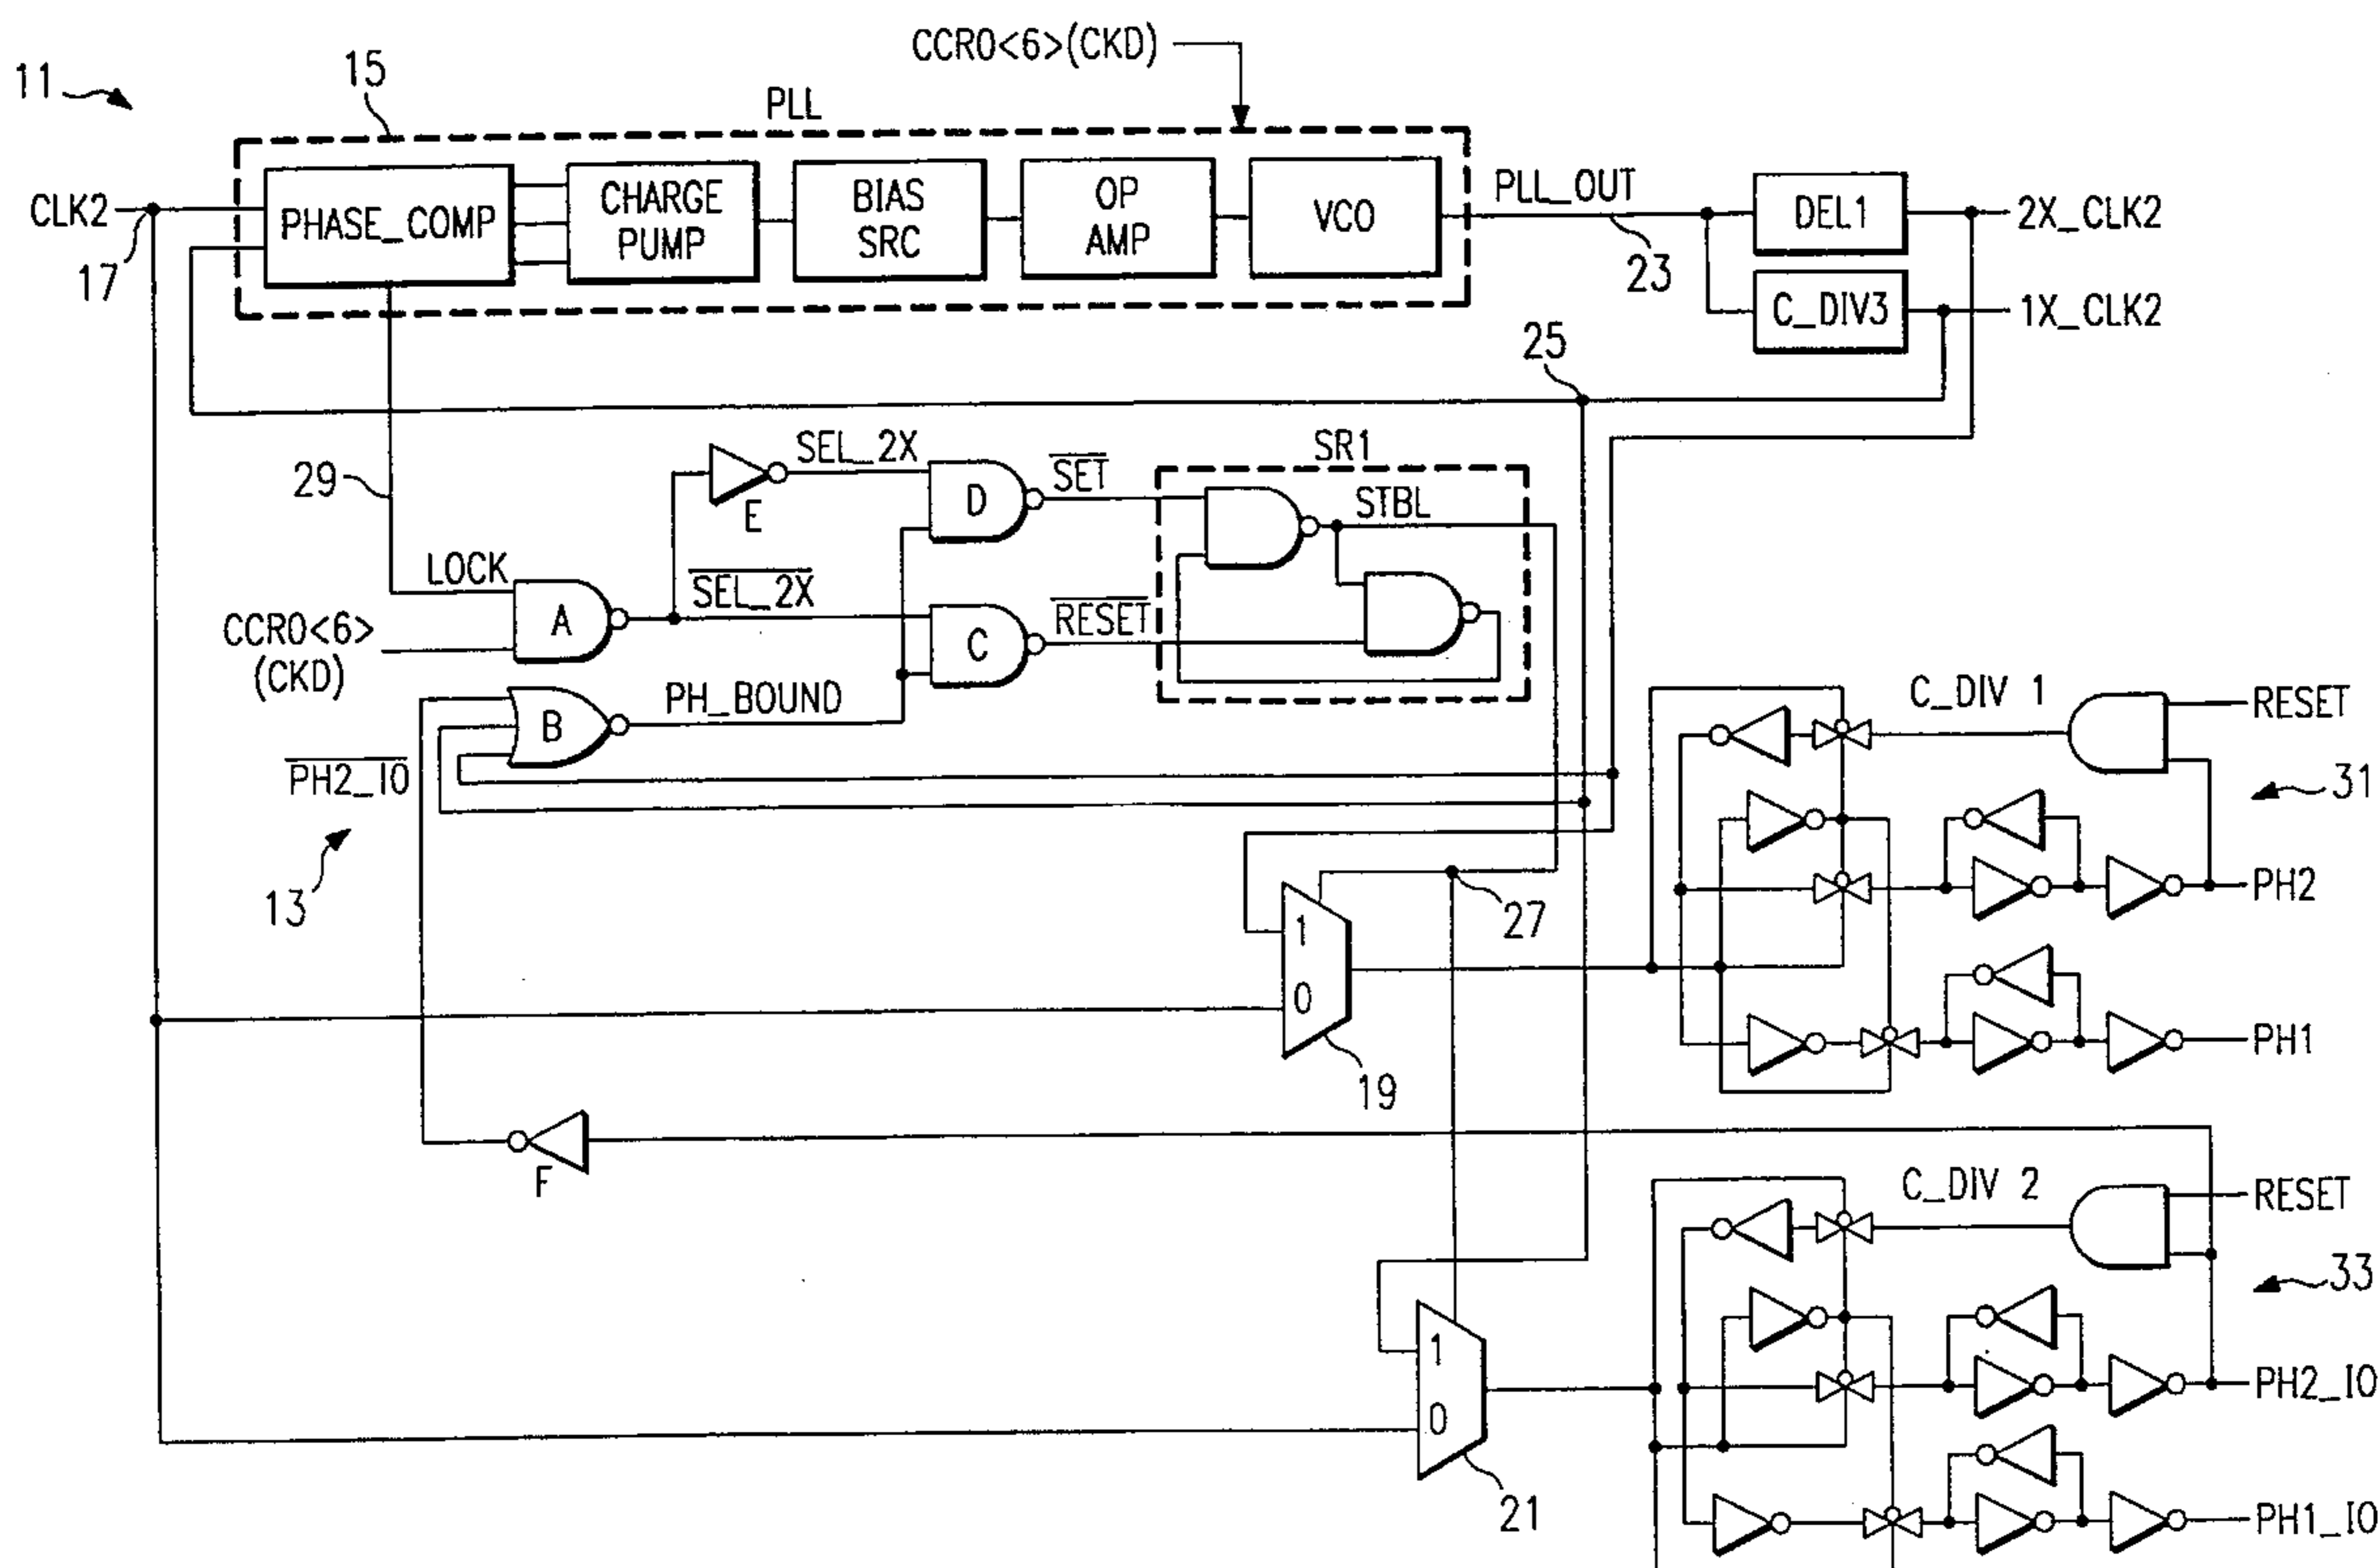 CCR0<6>(CKD)
11
15
PLL
CLK2
17
PHASE_COMP
CHARGE
PUMP
BIAS
SRC
OP
AMP
VCO
PLL_OUT
23
DEL1
2X_CLK2
C_DIV3
1X_CLK2
25
29
SEL_2X
E
D
SET
SR1
STBL
LOCK
A
SEL_2X
C
RESET
CCR0<6>
(CKD)
B
PH_BOUND
PH2_IO
13
C_DIV 1
RESET
31
27
1
0
19
PH2
PH1
F
C_DIV 2
RESET
33
1
0
21
PH2_IO
PH1_IO